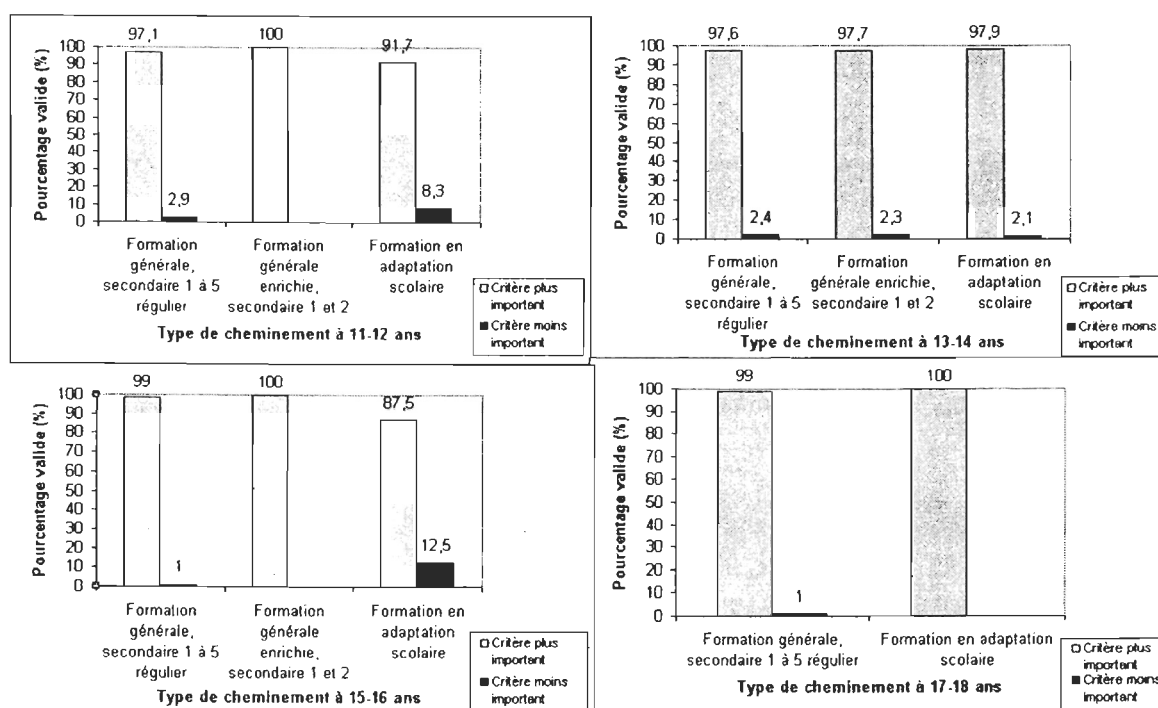 97,1
100
91,7
Pourcentage valide (%)
100
90
80
70
60
50
40
30
20
10
0
2,9
8,3
Formation
générale,
secondaire 1 à 5
régulier
Formation
générale
enrichie,
secondaire 1 et 2
Formation en
adaptation
scolaire
Type de cheminement à 11-12 ans
Critère plus
important
Critère moins
important
97,6
97,7
97,9
Pourcentage valide (%)
100
90
80
70
60
50
40
30
20
10
0
2,4
2,3
2,1
Formation
générale,
secondaire 1 à 5
régulier
Formation
générale enrichie,
secondaire 1 et 2
Formation en
adaptation
scolaire
Type de cheminement à 13-14 ans
Critère plus
important
Critère moins
important
99
100
87,5
Pourcentage valide (%)
100
90
80
70
60
50
40
30
20
10
0
1
12,5
Formation
générale,
secondaire 1 à 5
régulier
Formation
générale
enrichie,
secondaire 1 et 2
Formation en
adaptation
scolaire
Type de cheminement à 15-16 ans
Critère plus
important
Critère moins
important
99
100
Pourcentage valide (%)
100
90
80
70
60
50
40
30
20
10
0
1
Formation générale,
secondaire 1 à 5 régulier
Formation en adaptation
scolaire
Type de cheminement à 17-18 ans
Critère plus
important
Critère moins
important